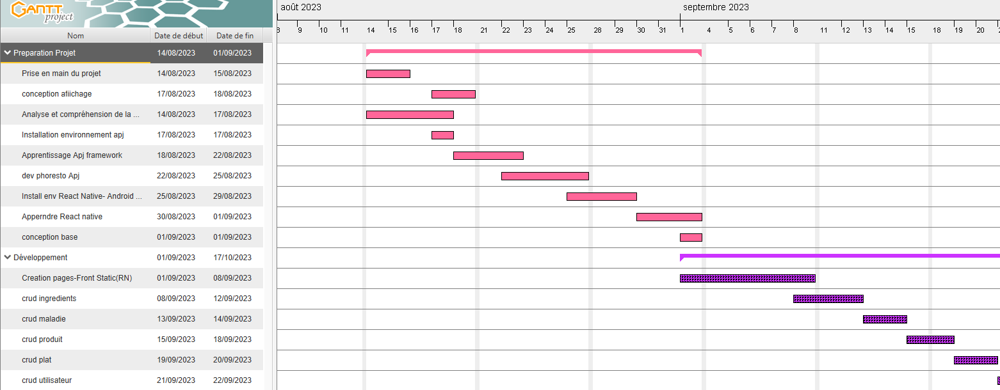 GANTT
project
août 2023
septembre 2023
8 9 10 11 14 15 16 17 18 21 22 23 24 25 28 29 30 31 1 4 5 6 7 8 11 12 13 14 15 18 19 20
Nom Date de début Date de fin
Preparation Projet 14/08/2023 01/09/2023
Prise en main du projet 14/08/2023 15/08/2023
conception afiichage 17/08/2023 18/08/2023
Analyse et compréhension de la ... 14/08/2023 17/08/2023
Installation environnement apj 17/08/2023 17/08/2023
Apprentissage Apj framework 18/08/2023 22/08/2023
dev phoresto Apj 22/08/2023 25/08/2023
Install env React Native- Android ... 25/08/2023 29/08/2023
Apperndre React native 30/08/2023 01/09/2023
conception base 01/09/2023 01/09/2023
Développement 01/09/2023 17/10/2023
Creation pages-Front Static(RN) 01/09/2023 08/09/2023
crud ingredients 08/09/2023 12/09/2023
crud maladie 13/09/2023 14/09/2023
crud produit 15/09/2023 18/09/2023
crud plat 19/09/2023 20/09/2023
crud utilisateur 21/09/2023 22/09/2023